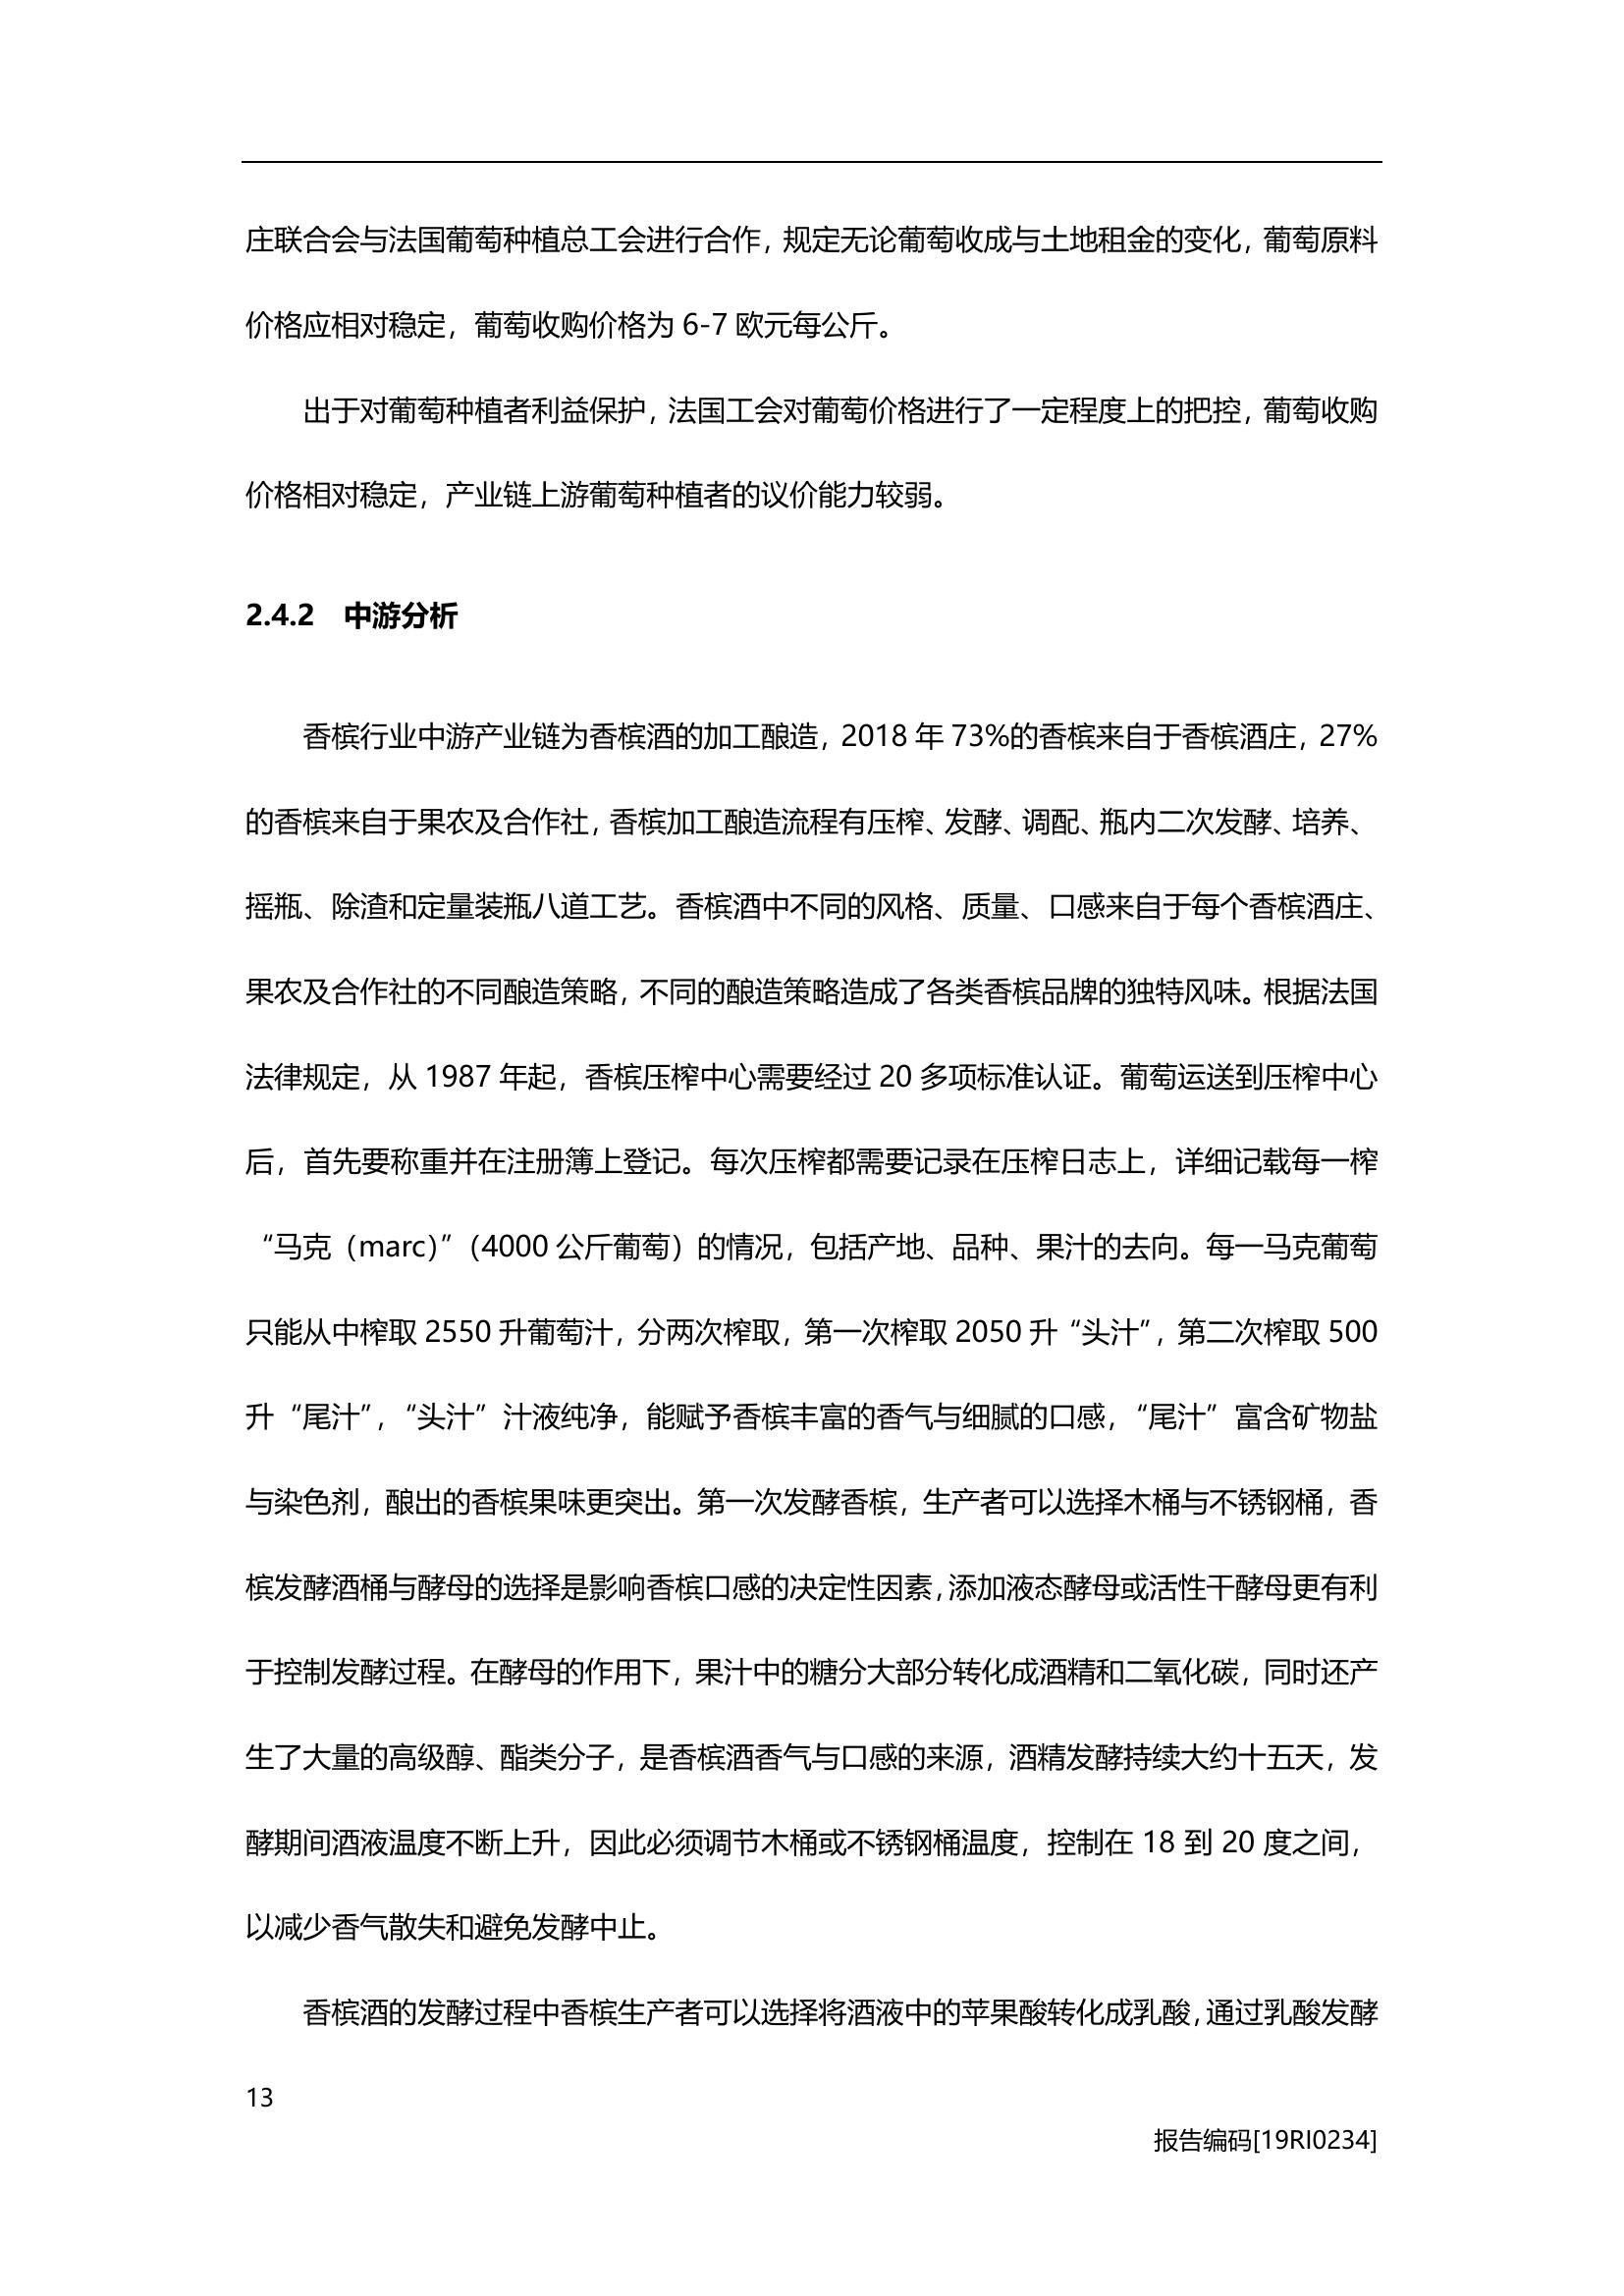 庄联合会与法国葡萄种植总工会进行合作，规定无论葡萄收成与土地租金的变化，葡萄原料
价格应相对稳定，葡萄收购价格为 6-7 欧元每公斤。
出于对葡萄种植者利益保护，法国工会对葡萄价格进行了一定程度上的把控，葡萄收购
价格相对稳定，产业链上游葡萄种植者的议价能力较弱。
2.4.2 中游分析
香槟行业中游产业链为香槟酒的加工酿造，2018 年 73%的香槟来自于香槟酒庄，27%
的香槟来自于果农及合作社，香槟加工酿造流程有压榨、发酵、调配、瓶内二次发酵、培养、
摇瓶、除渣和定量装瓶八道工艺。香槟酒中不同的风格、质量、口感来自于每个香槟酒庄、
果农及合作社的不同酿造策略，不同的酿造策略造成了各类香槟品牌的独特风味。根据法国
法律规定，从 1987 年起，香槟压榨中心需要经过 20 多项标准认证。葡萄运送到压榨中心
后，首先要称重并在注册簿上登记。每次压榨都需要记录在压榨日志上，详细记载每一榨
“马克（marc）”（4000 公斤葡萄）的情况，包括产地、品种、果汁的去向。每一马克葡萄
只能从中榨取 2550 升葡萄汁，分两次榨取，第一次榨取 2050 升“头汁”，第二次榨取 500
升“尾汁”，“头汁”汁液纯净，能赋予香槟丰富的香气与细腻的口感，“尾汁”富含矿物盐
与染色剂，酿出的香槟果味更突出。第一次发酵香槟，生产者可以选择木桶与不锈钢桶，香
槟发酵酒桶与酵母的选择是影响香槟口感的决定性因素，添加液态酵母或活性干酵母更有利
于控制发酵过程。在酵母的作用下，果汁中的糖分大部分转化成酒精和二氧化碳，同时还产
生了大量的高级醇、酯类分子，是香槟酒香气与口感的来源，酒精发酵持续大约十五天，发
酵期间酒液温度不断上升，因此必须调节木桶或不锈钢桶温度，控制在 18 到 20 度之间，
以减少香气散失和避免发酵中止。
香槟酒的发酵过程中香槟生产者可以选择将酒液中的苹果酸转化成乳酸，通过乳酸发酵
13
报告编码[19RI0234]